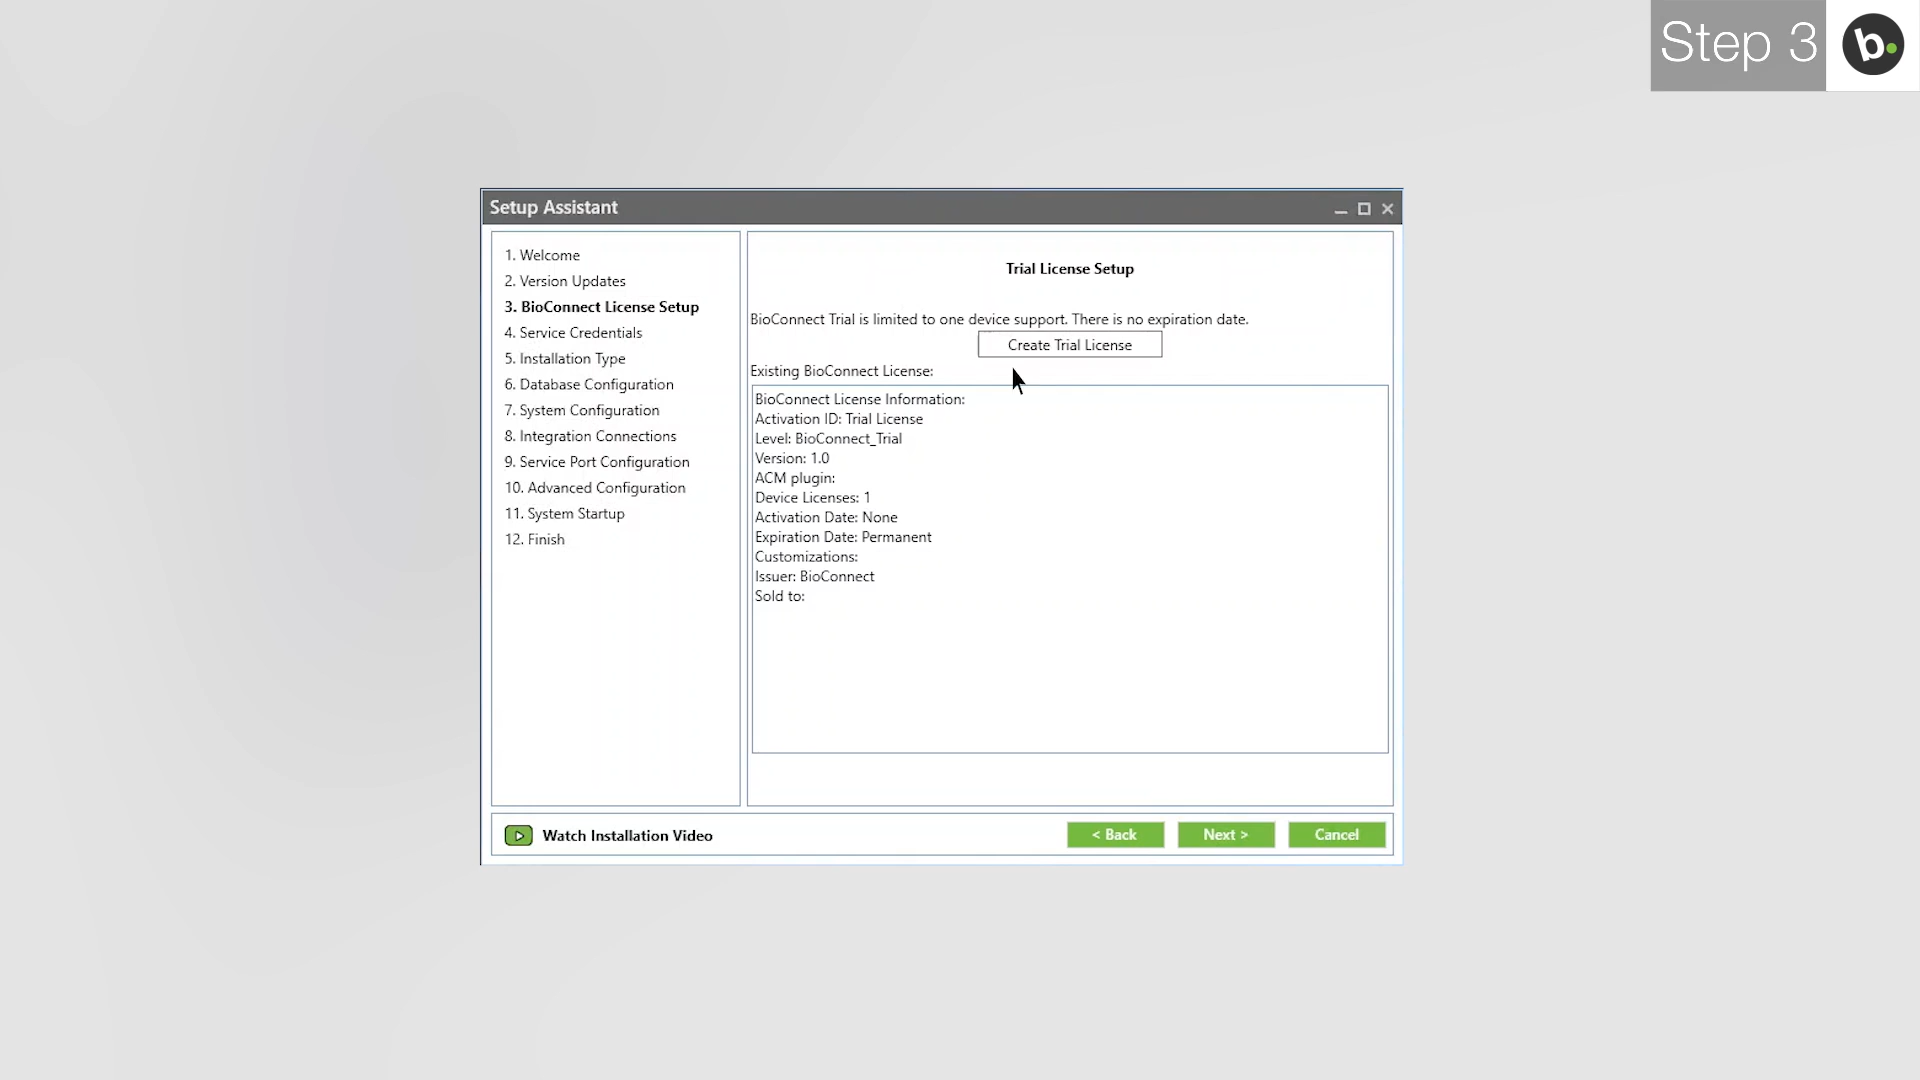 Step 3
b.
Setup Assistant
1. Welcome
2. Version Updates
3. BioConnect License Setup
4. Service Credentials
5. Installation Type
6. Database Configuration
7. System Configuration
8. Integration Connections
9. Service Port Configuration
10. Advanced Configuration
11. System Startup
12. Finish
Trial License Setup
BioConnect Trial is limited to one device support. There is no expiration date.
Create Trial License
Existing BioConnect License:
BioConnect License Information:
Activation ID: Trial License
Level: BioConnect_Trial
Version: 1.0
ACM plugin:
Device Licenses: 1
Activation Date: None
Expiration Date: Permanent
Customizations:
Issuer: BioConnect
Sold to:
Watch Installation Video
< Back
Next >
Cancel